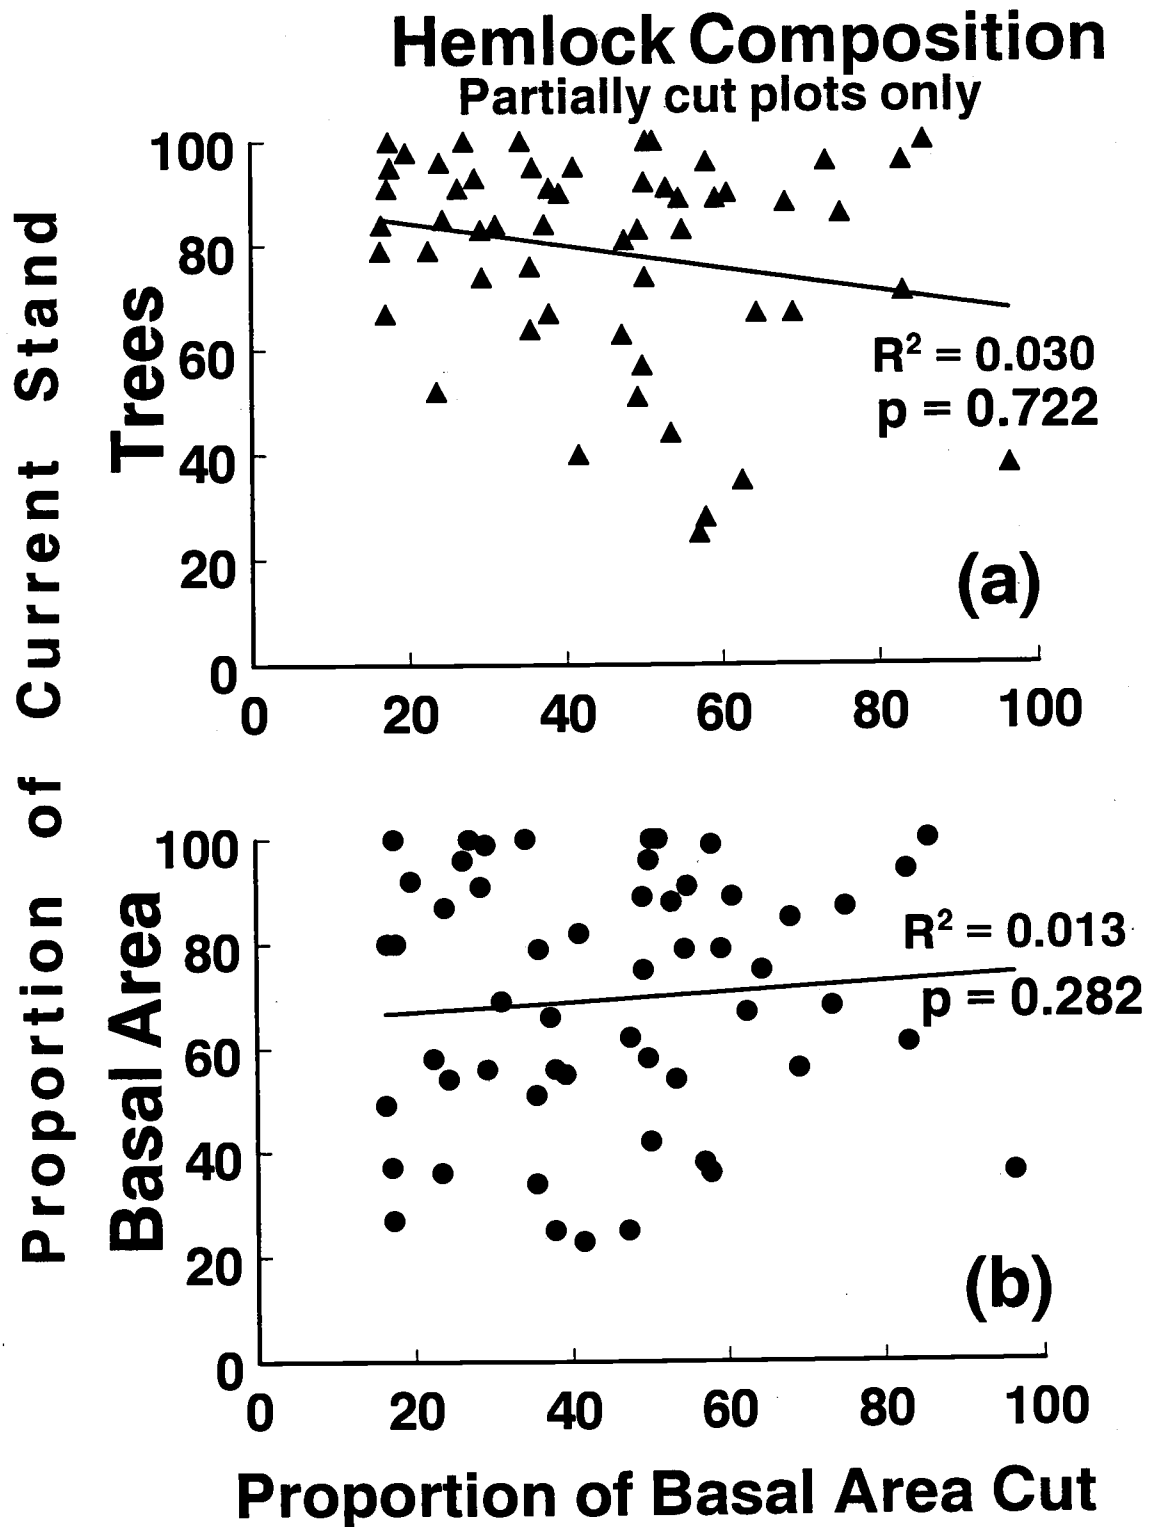 Hemlock Composition
Partially cut plots only
Proportion of Current Stand
Trees
100
80
60
40
20
0
R² = 0.030
p = 0.722
(a)
0 20 40 60 80 100
Basal Area
100
80
60
40
20
0
R² = 0.013
p = 0.282
(b)
0 20 40 60 80 100
Proportion of Basal Area Cut